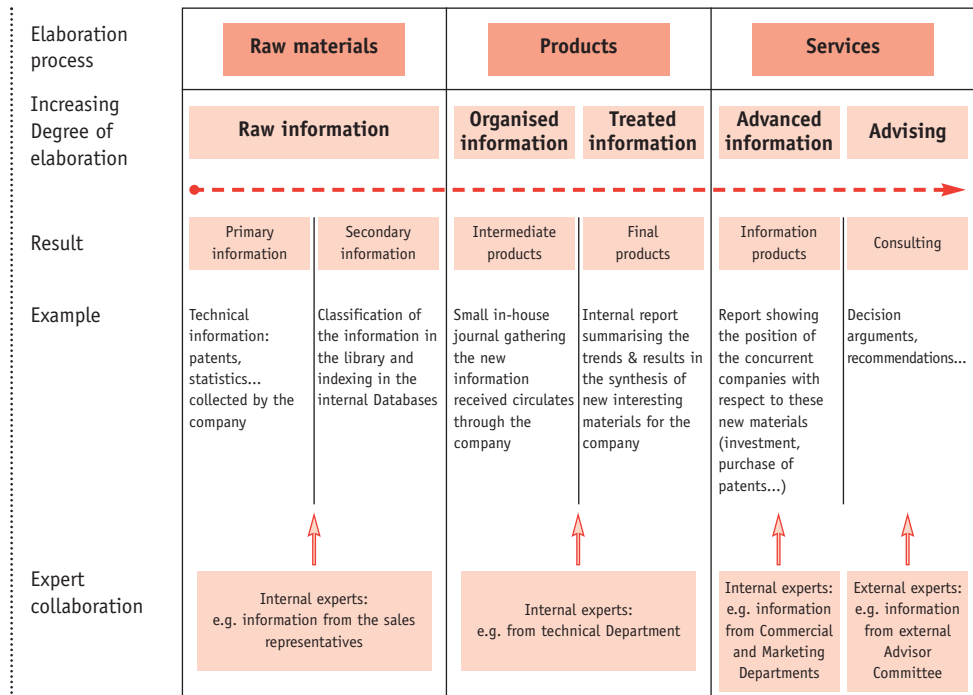 Elaboration
process
Raw materials
Products
Services
Increasing
Degree of
elaboration
Raw information
Organised
information
Treated
information
Advanced
information
Advising
Result
Primary
information
Secondary
information
Intermediate
products
Final
products
Information
products
Consulting
Example
Technical
information:
patents,
statistics...
collected by the
company
Classification of
the information in
the library and
indexing in the
internal Databases
Small in-house
journal gathering
the new
information
received circulates
through the
company
Internal report
summarising the
trends & results in
the synthesis of
new interesting
materials for the
company
Report showing
the position of
the concurrent
companies with
respect to these
new materials
(investment,
purchase of
patents...)
Decision
arguments,
recommendations...
Expert
collaboration
Internal experts:
e.g. information from the sales
representatives
Internal experts:
e.g. from technical Department
Internal experts:
e.g. information
from Commercial
and Marketing
Departments
External experts:
e.g. information
from external
Advisor
Committee